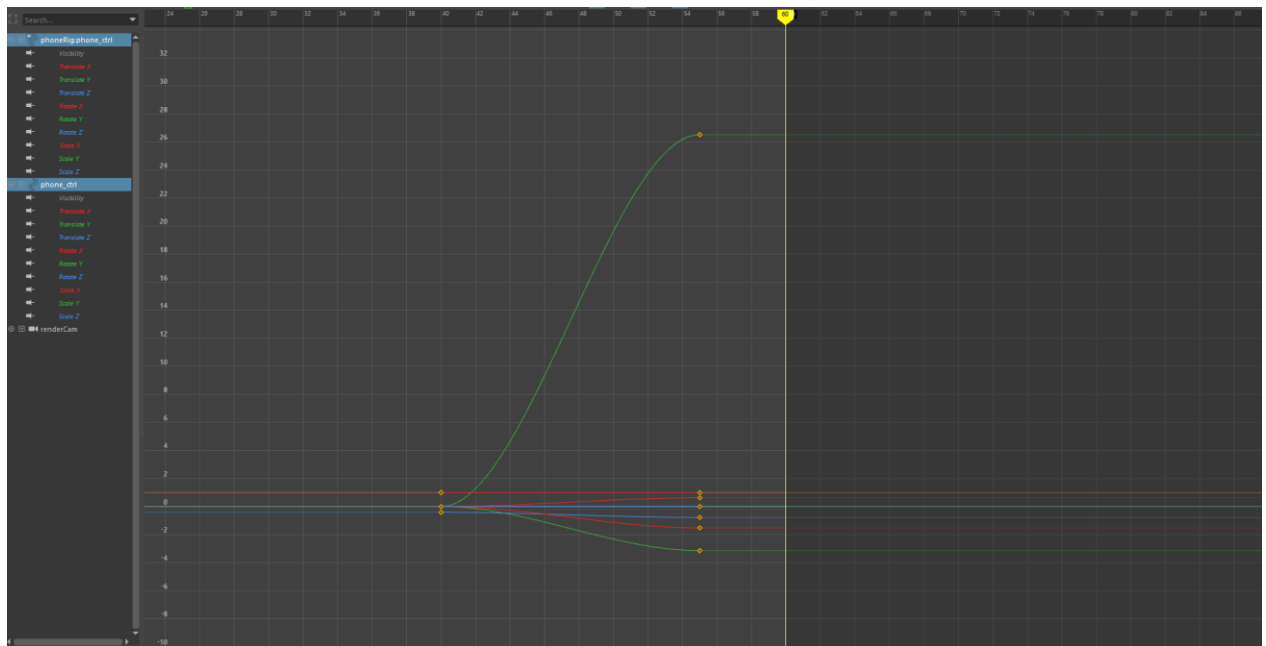 Search...
24 26 28 30 32 34 36 38 40 42 44 46 48 50 52 54 56 58 60 62 64 66 68 70 72 74 76 78 80 82 84 86
phoneRig:phone_ctrl
Visibility
Translate X
Translate Y
Translate Z
Rotate X
Rotate Y
Rotate Z
Scale X
Scale Y
Scale Z
phone_ctrl
Visibility
Translate X
Translate Y
Translate Z
Rotate X
Rotate Y
Rotate Z
Scale X
Scale Y
Scale Z
renderCam
32
30
28
26
24
22
20
18
16
14
12
10
8
6
4
2
0
-2
-4
-6
-8
-10